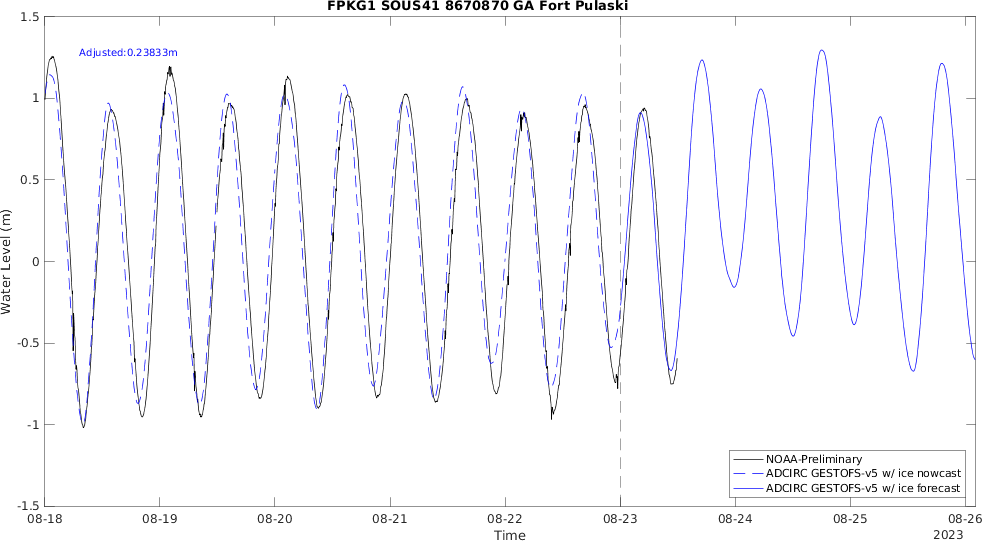 FPKG1 SOUS41 8670870 GA Fort Pulaski
Adjusted:0.23833m
1.5
1
0.5
0
-0.5
-1
-1.5
Water Level (m)
NOAA-Preliminary
ADCIRC GESTOFS-v5 w/ ice nowcast
ADCIRC GESTOFS-v5 w/ ice forecast
08-18 08-19 08-20 08-21 08-22 08-23 08-24 08-25 08-26
Time
2023